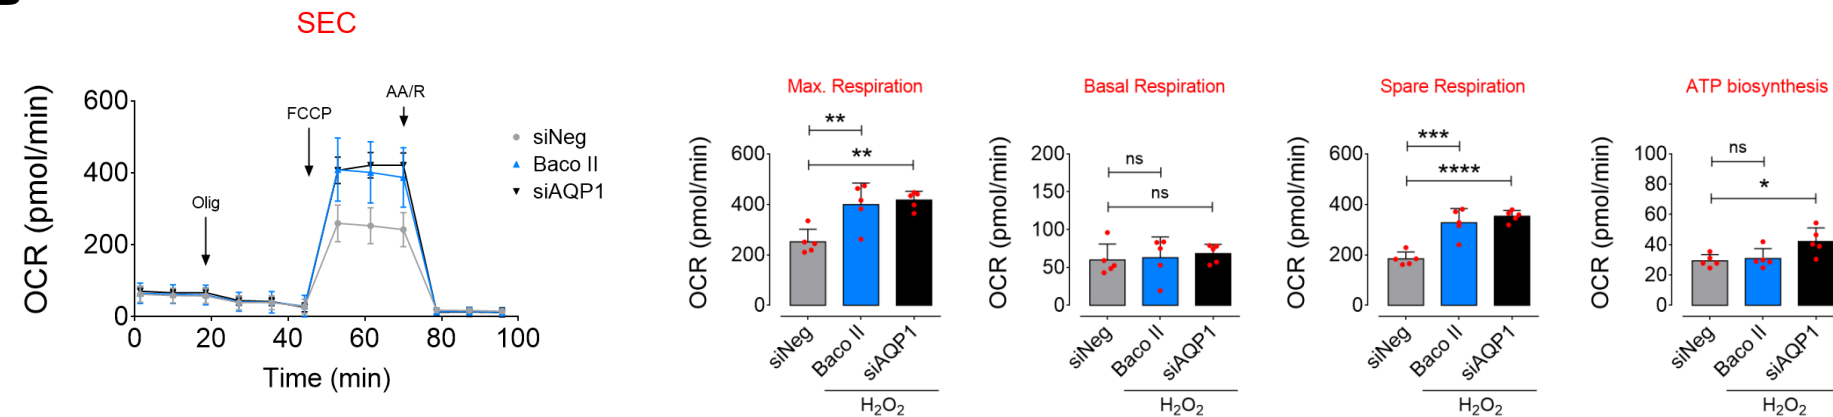 SEC
OCR (pmol/min)
600
400
200
0
0 20 40 60 80 100
Time (min)
Olig
FCCP
AA/R
siNeg
Baco II
siAQP1
Max. Respiration
OCR (pmol/min)
600
400
200
0
**
**
siNeg
Baco II
siAQP1
H₂O₂
Basal Respiration
OCR (pmol/min)
200
150
100
50
0
ns
ns
siNeg
Baco II
siAQP1
H₂O₂
Spare Respiration
OCR (pmol/min)
600
400
200
0
***
****
siNeg
Baco II
siAQP1
H₂O₂
ATP biosynthesis
OCR (pmol/min)
100
80
60
40
20
0
ns
*
siNeg
Baco II
siAQP1
H₂O₂